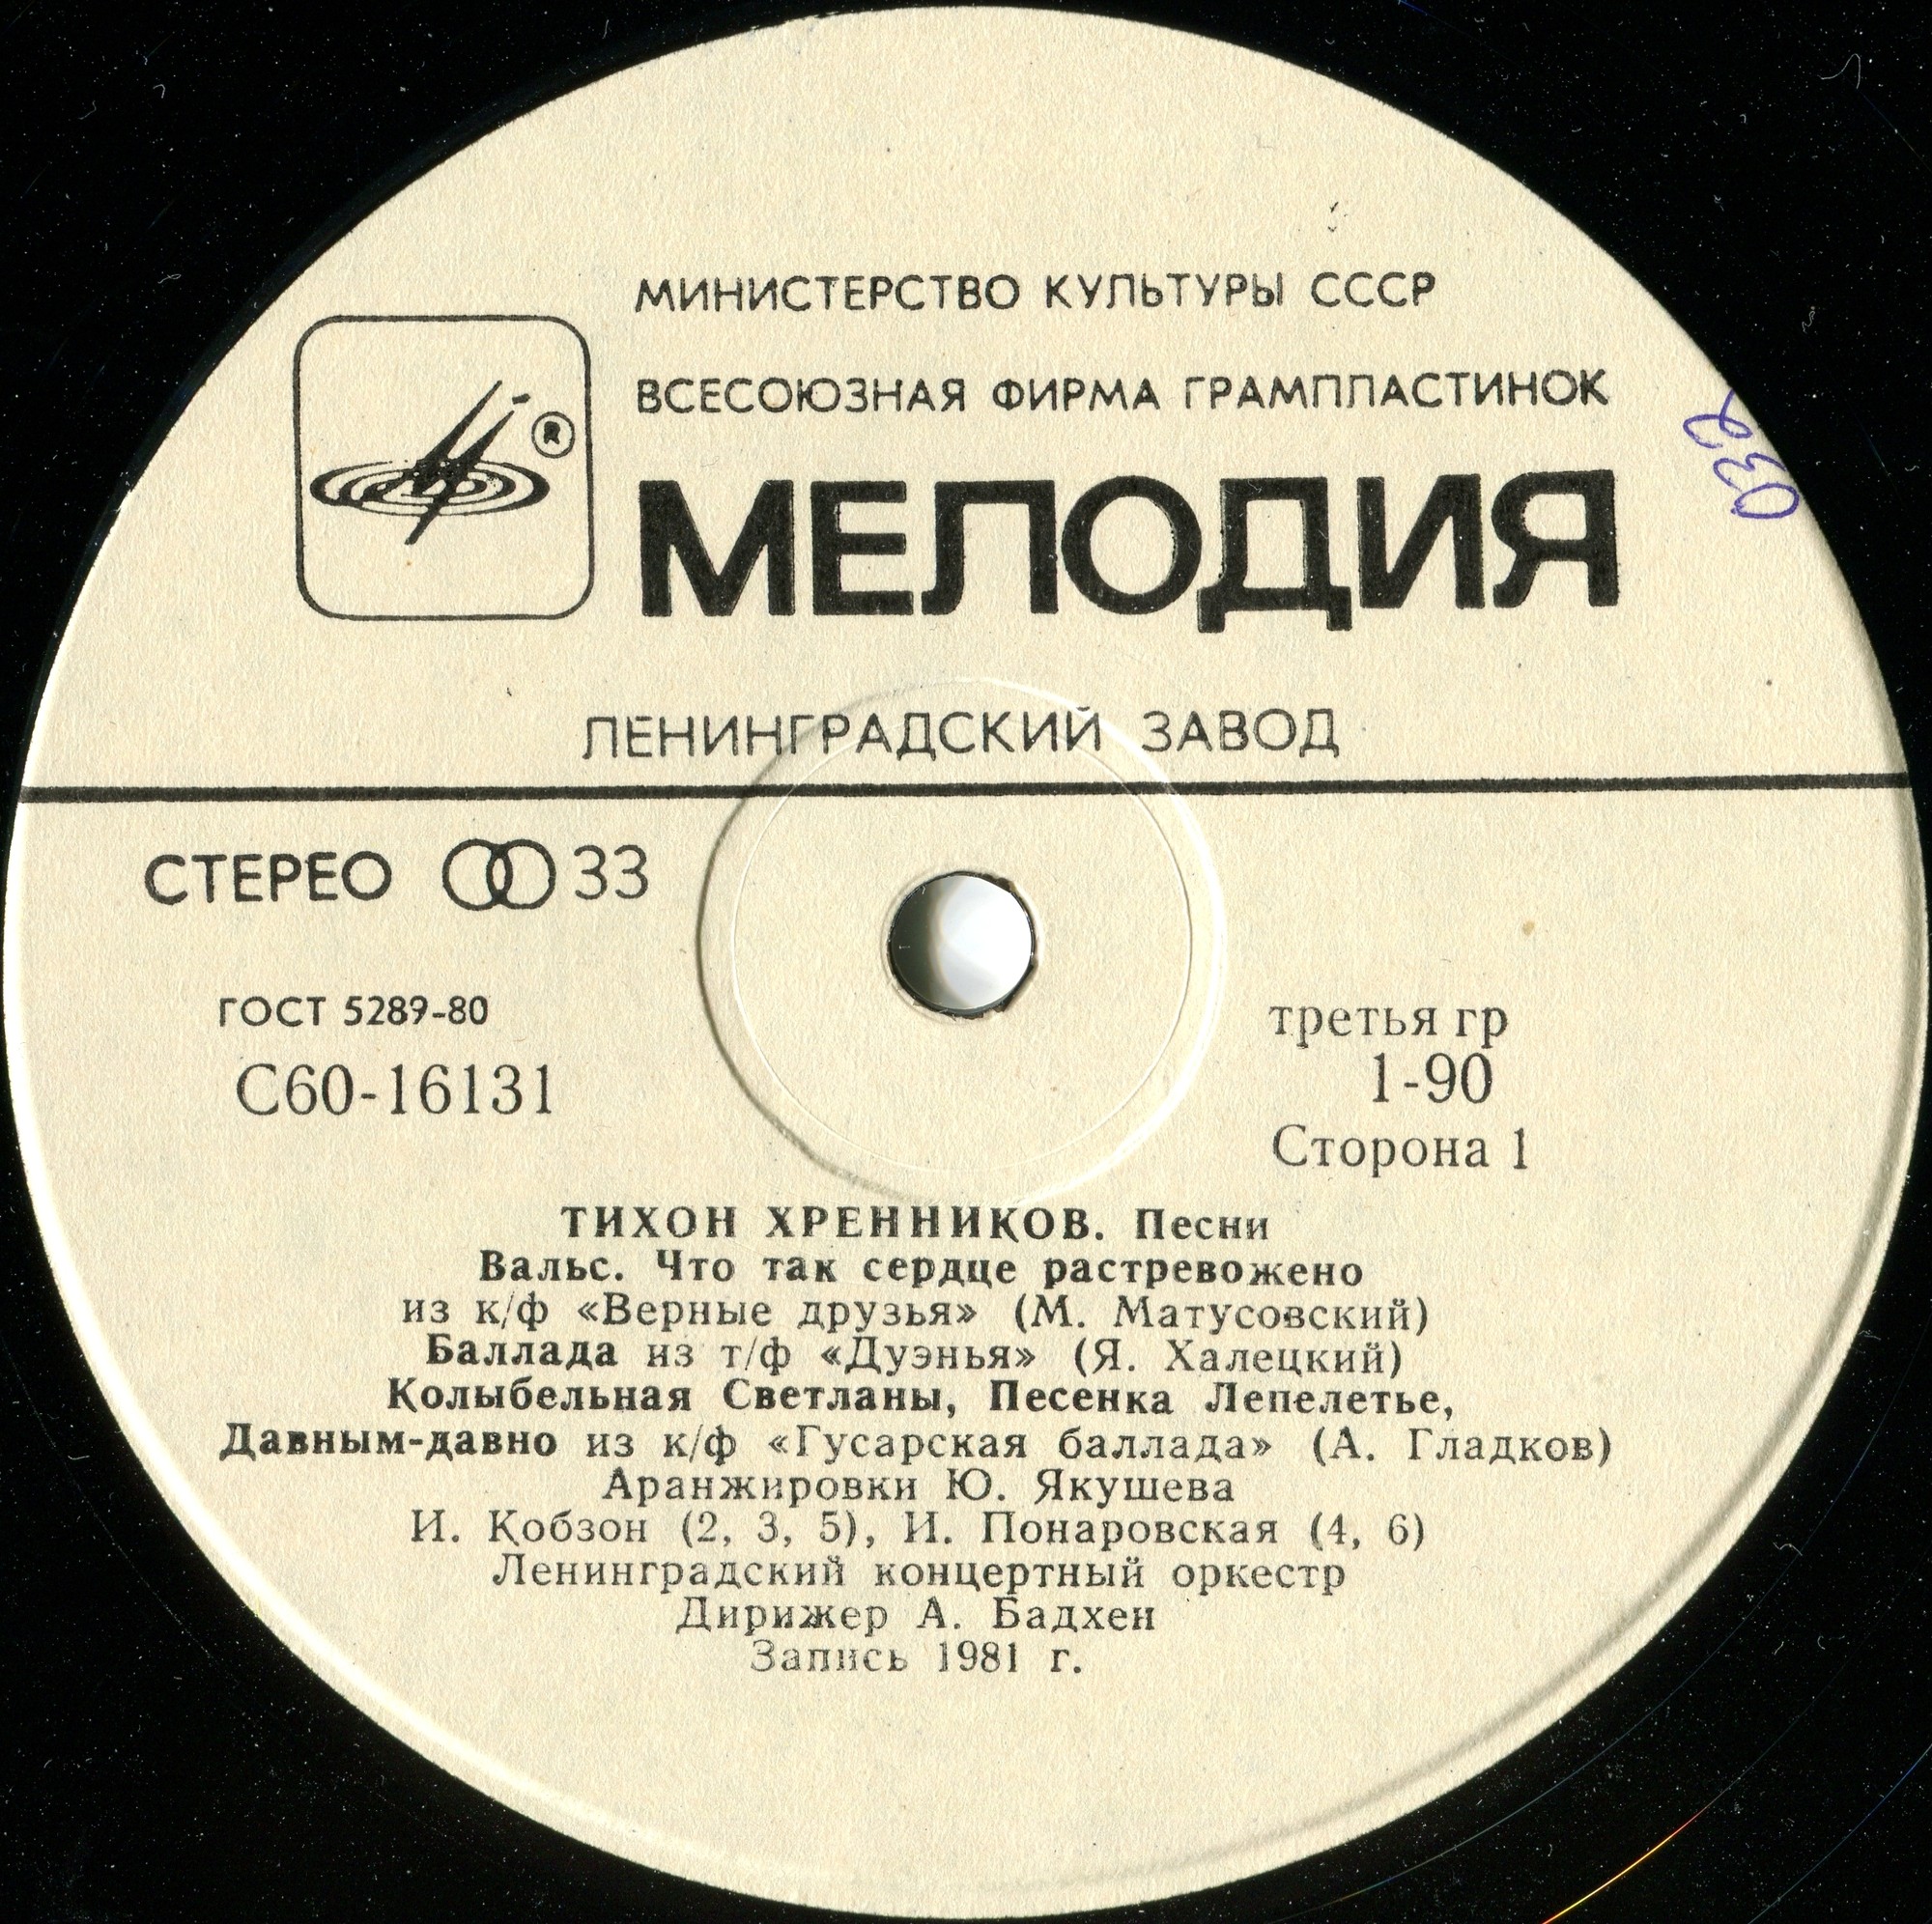 МИНИСТЕРСТВО КУЛЬТУРЫ СССР
ВСЕСОЮЗНАЯ ФИРМА ГРАМПЛАСТИНОК
®
МЕЛОДИЯ
ЛЕНИНГРАДСКИЙ ЗАВОД
СТЕРЕО 33
ГОСТ 5289-80
С60-16131
третья гр
1-90
Сторона 1
ТИХОН ХРЕННИКОВ. Песни
Вальс. Что так сердце растревожено
из к/ф «Верные друзья» (М. Матусовский)
Баллада из т/ф «Дуэнья» (Я. Халецкий)
Колыбельная Светланы, Песенка Лепелетье,
Давным-давно из к/ф «Гусарская баллада» (А. Гладков)
Аранжировки Ю. Якушева
И. Кобзон (2, 3, 5), И. Понаровская (4, 6)
Ленинградский концертный оркестр
Дирижер А. Бадхен
Запись 1981 г.